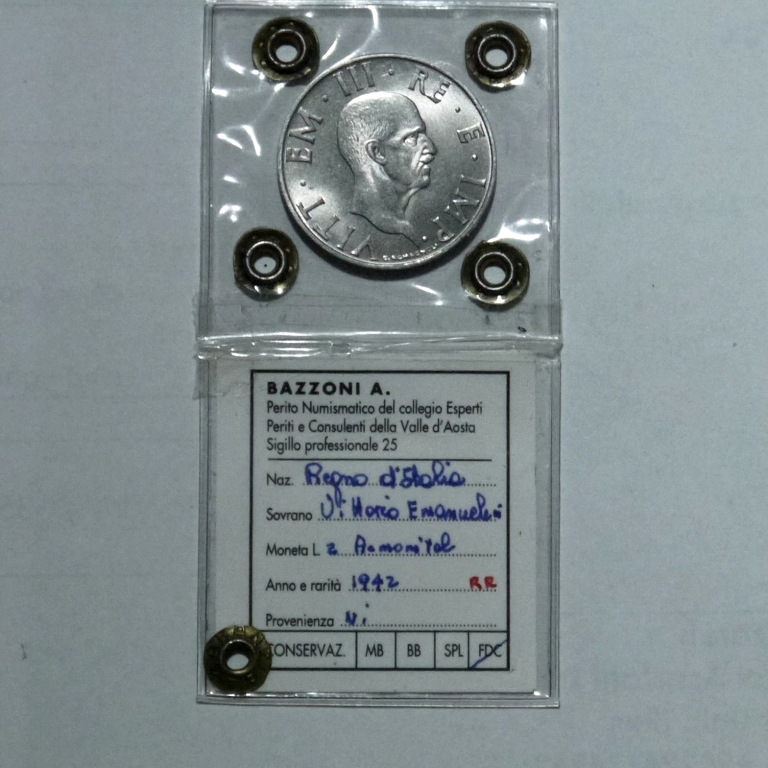 VITT · EM · III · RE · E · IMP ·
BAZZONI A.
Perito Numismatico del collegio Esperti
Periti e Consulenti della Valle d'Aosta
Sigillo professionale 25
Naz. Regno d'Italia
Sovrano Vittorio Emanuele
Moneta L. 2 Acmonital
Anno e rarità 1942 RR
Provenienza
CONSERVAZ. MB BB SPL FDC